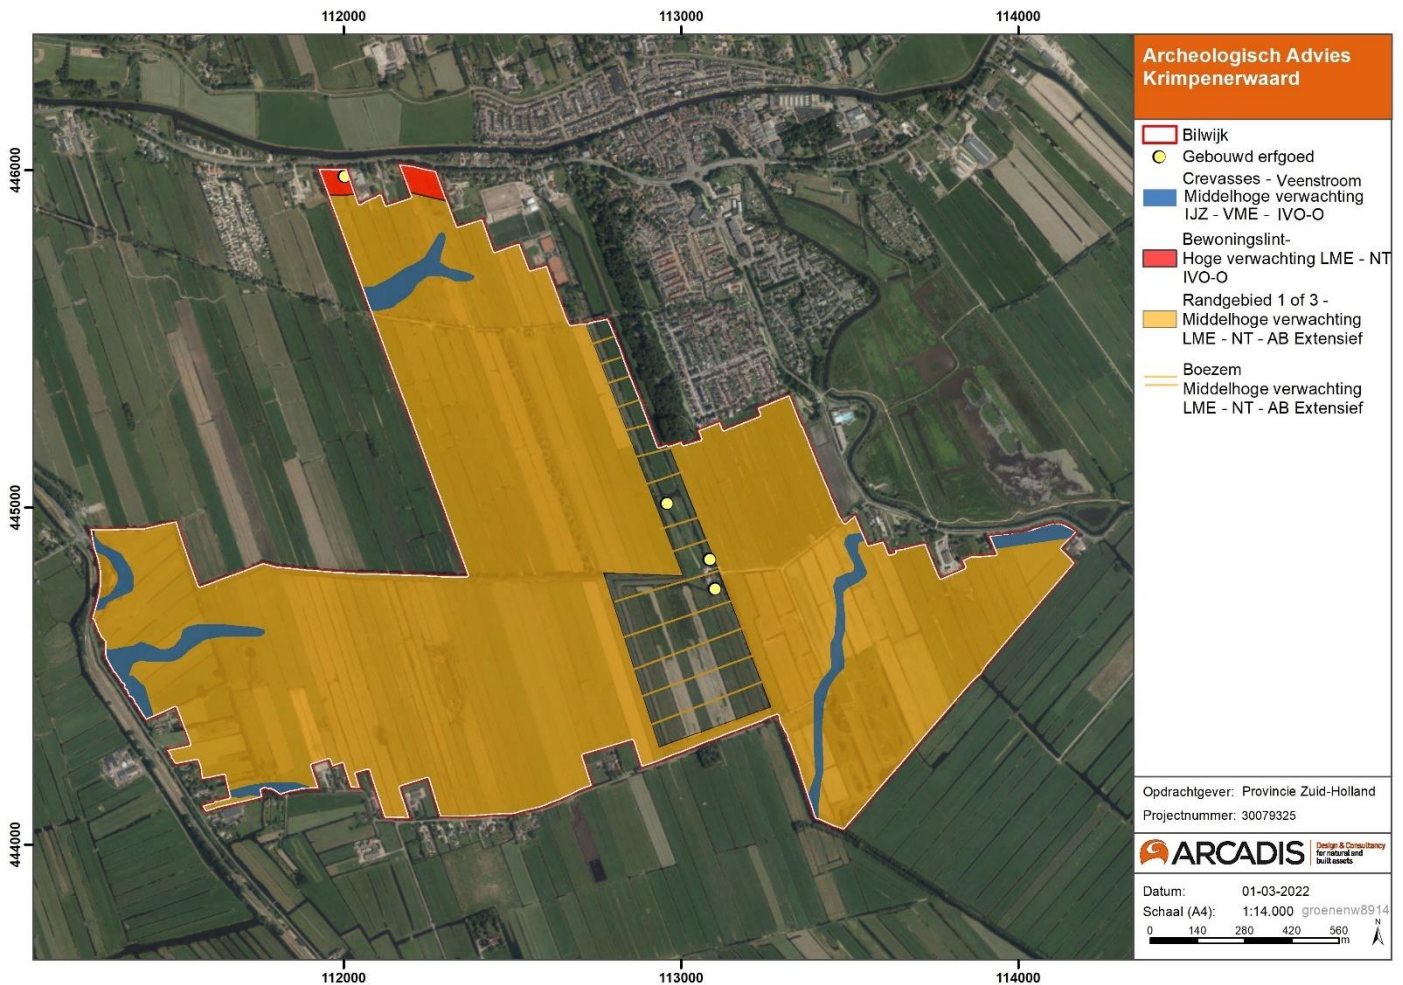 112000
113000
114000
446000
445000
444000
112000
113000
114000
Archeologisch Advies
Krimpenerwaard
Bilwijk
Gebouwd erfgoed
Crevasses - Veenstroom
Middelhoge verwachting
IJZ - VME - IVO-O
Bewoningslint-
Hoge verwachting LME - NT
IVO-O
Randgebied 1 of 3 -
Middelhoge verwachting
LME - NT - AB Extensief
Boezem
Middelhoge verwachting
LME - NT - AB Extensief
Opdrachtgever: Provincie Zuid-Holland
Projectnummer: 30079325
ARCADIS
Design & Consultancy
for natural and
built assets
Datum: 01-03-2022
Schaal (A4): 1:14.000 groenenw8914
0 140 280 420 560
m
N